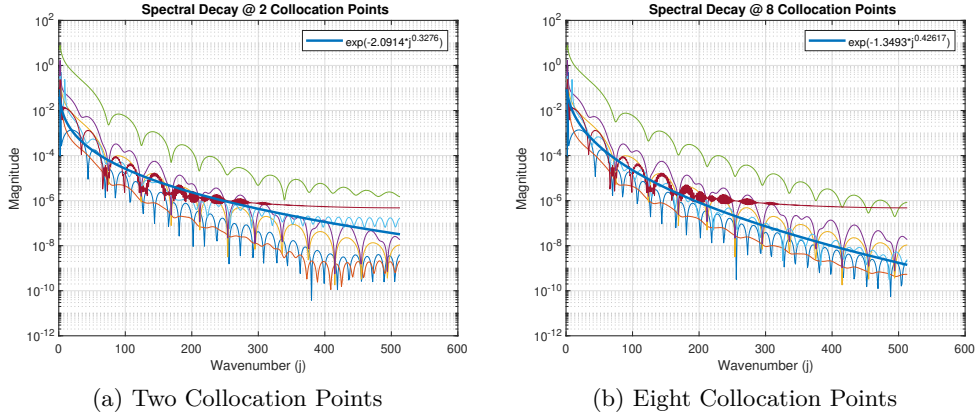 Spectral Decay @ 2 Collocation Points
10^2
10^0
10^-2
10^-4
10^-6
10^-8
10^-10
10^-12
Magnitude
exp(-2.0914*j^0.3276)
0 100 200 300 400 500 600
Wavenumber (j)
(a) Two Collocation Points
Spectral Decay @ 8 Collocation Points
10^2
10^0
10^-2
10^-4
10^-6
10^-8
10^-10
10^-12
Magnitude
exp(-1.3493*j^0.42617)
0 100 200 300 400 500 600
Wavenumber (j)
(b) Eight Collocation Points